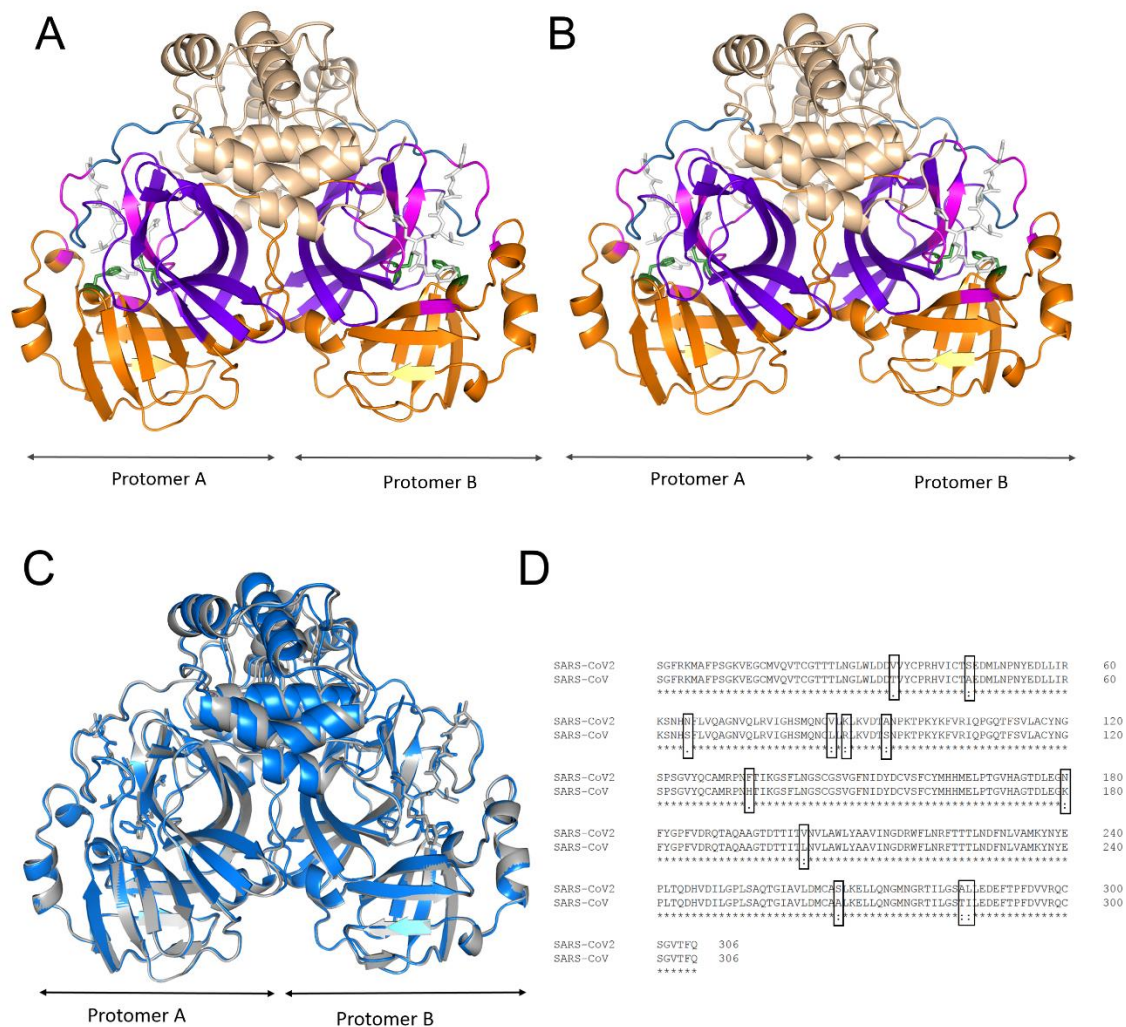 A
B
Protomer A
Protomer B
Protomer A
Protomer B
C
D
Protomer A
Protomer B
SARS-CoV2 SGFRKMAFPSGKVEGCMVQVTCGTTTLNGLWLDDVVYCPRHVICTSEDMLNPNYEDLLIR 60
SARS-CoV SGFRKMAFPSGKVEGCMVQVTCGTTTLNGLWLDDTVYCPRHVICTAEDMLNPNYEDLLIR 60
**********************************.**********:**************
SARS-CoV2 KSNHNFLVQAGNVQLRVIGHSMQNCVLKLKVDTANPKTPKYKFVRIQPGQTFSVLACYNG 120
SARS-CoV KSNHSFLVQAGNVQLRVIGHSMQNCLLRLKVDTSNPKTPKYKFVRIQPGQTFSVLACYNG 120
****:********************:*:*****:**************************
SARS-CoV2 SPSGVYQCAMRPNFTIKGSFLNGSCGSVGFNIDYDCVSFCYMHHMELPTGVHAGTDLEGN 180
SARS-CoV SPSGVYQCAMRPNHTIKGSFLNGSCGSVGFNIDYDCVSFCYMHHMELPTGVHAGTDLEGK 180
*************:*********************************************:
SARS-CoV2 FYGPFVDRQTAQAAGTDTTITVNVLAWLYAAVINGDRWFLNRFTTTLNDFNLVAMKYNYE 240
SARS-CoV FYGPFVDRQTAQAAGTDTTITLNVLAWLYAAVINGDRWFLNRFTTTLNDFNLVAMKYNYE 240
*********************:**************************************
SARS-CoV2 PLTQDHVDILGPLSAQTGIAVLDMCASLKELLQNGMNGRTILGSALLEDEFTPFDVVRQC 300
SARS-CoV PLTQDHVDILGPLSAQTGIAVLDMCAALKELLQNGMNGRTILGSTILEDEFTPFDVVRQC 300
**************************:*****************::**************
SARS-CoV2 SGVTFQ 306
SARS-CoV SGVTFQ 306
******